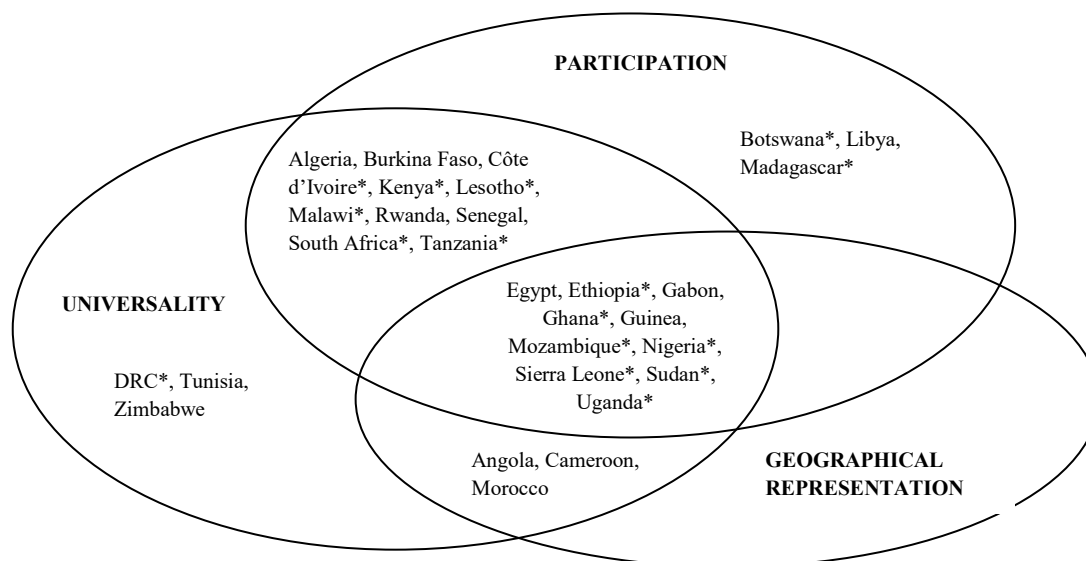 PARTICIPATION
Botswana*, Libya,
Madagascar*
Algeria, Burkina Faso, Côte
d’Ivoire*, Kenya*, Lesotho*,
Malawi*, Rwanda, Senegal,
South Africa*, Tanzania*
UNIVERSALITY
Egypt, Ethiopia*, Gabon,
Ghana*, Guinea,
Mozambique*, Nigeria*,
Sierra Leone*, Sudan*,
Uganda*
DRC*, Tunisia,
Zimbabwe
Angola, Cameroon,
Morocco
GEOGRAPHICAL
REPRESENTATION